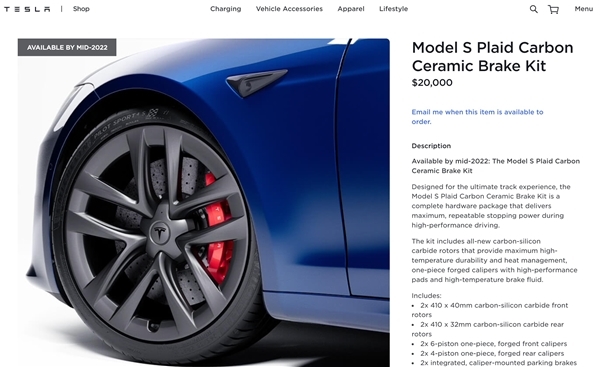 TESLA | Shop Charging Vehicle Accessories Apparel Lifestyle Menu
AVAILABLE BY MID-2022
PILOT SPORT
Model S Plaid Carbon
Ceramic Brake Kit
$20,000
Email me when this item is available to
order.
Description
Available by mid-2022: The Model S Plaid Carbon
Ceramic Brake Kit
Designed for the ultimate track experience, the
Model S Plaid Carbon Ceramic Brake Kit is a
complete hardware package that delivers
maximum, repeatable stopping power during
high-performance driving.
The kit includes all-new carbon-silicon
carbide rotors that provide maximum high-
temperature durability and heat management,
one-piece forged calipers with high-performance
pads and high-temperature brake fluid.
Includes:
• 2x 410 x 40mm carbon-silicon carbide front
rotors
• 2x 410 x 32mm carbon-silicon carbide rear
rotors
• 2x 6-piston one-piece, forged front calipers
• 2x 4-piston one-piece, forged rear calipers
• 2x integrated, caliper-mounted parking brakes